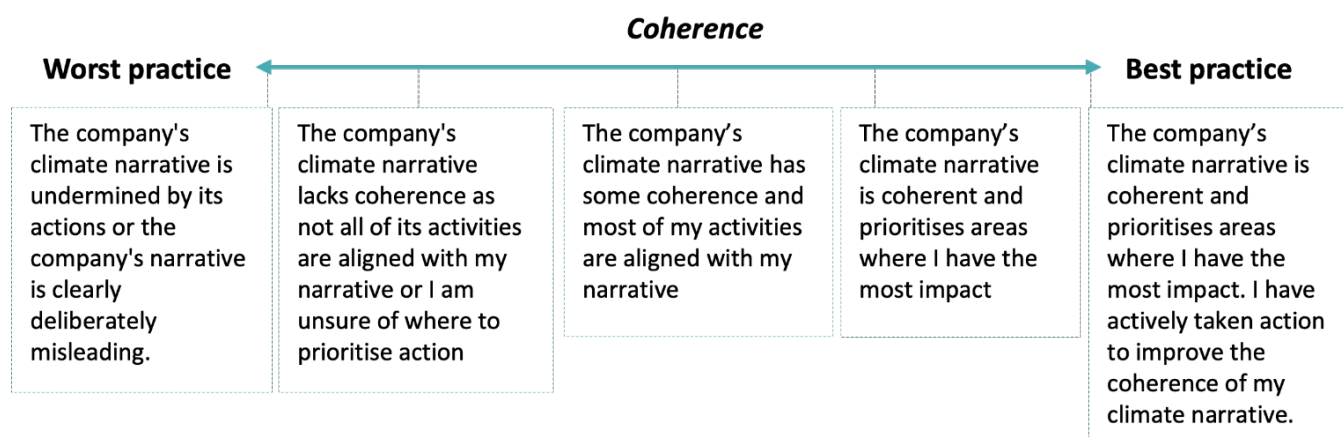 Coherence
Worst practice
Best practice
The company's
climate narrative is
undermined by its
actions or the
company's narrative
is clearly
deliberately
misleading.
The company's
climate narrative
lacks coherence as
not all of its activities
are aligned with my
narrative or I am
unsure of where to
prioritise action
The company’s
climate narrative has
some coherence and
most of my activities
are aligned with my
narrative
The company’s
climate narrative
is coherent and
prioritises areas
where I have the
most impact
The company’s
climate narrative is
coherent and
prioritises areas
where I have the
most impact. I have
actively taken action
to improve the
coherence of my
climate narrative.